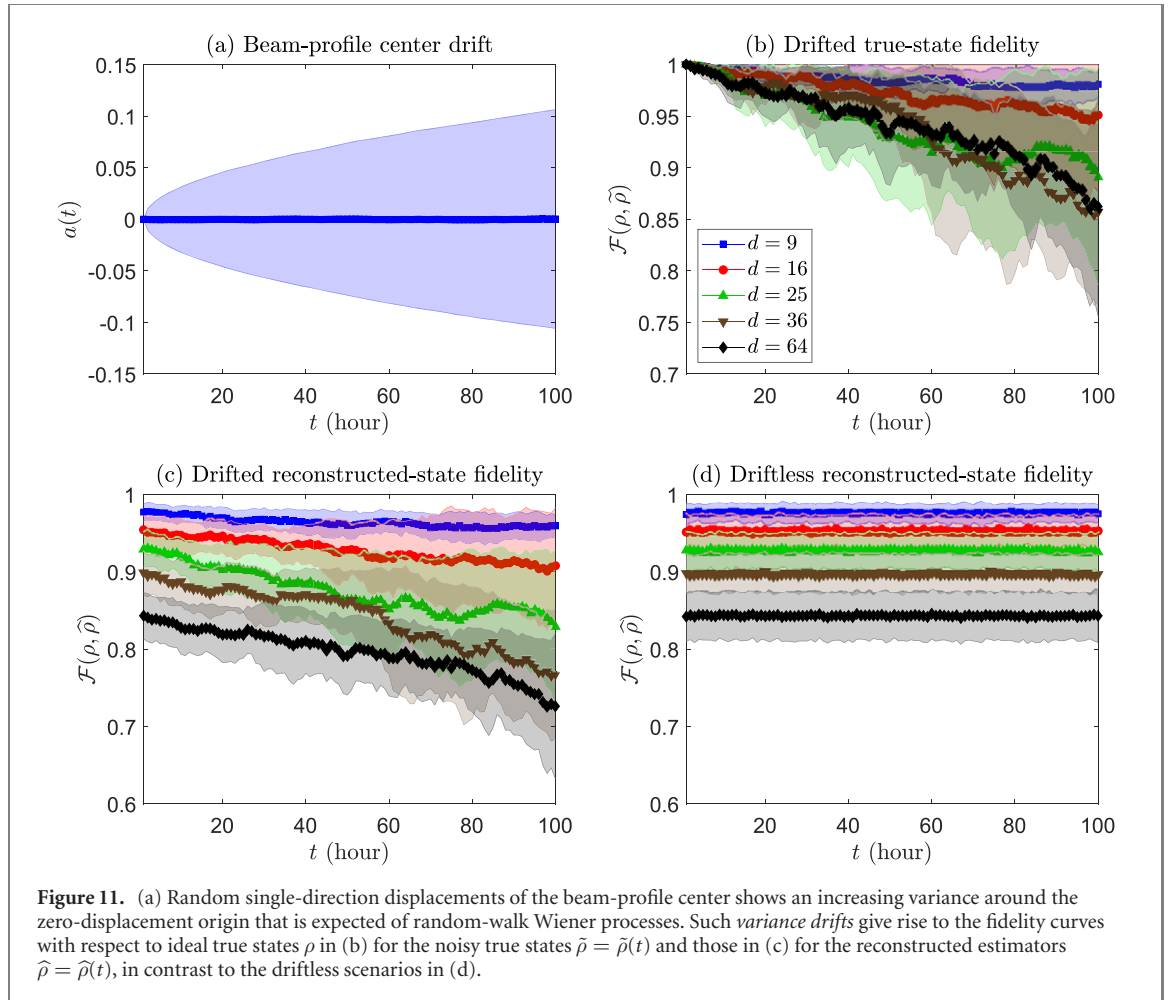 (a) Beam-profile center drift
0.15
0.1
0.05
0
-0.05
-0.1
-0.15
a(t)
20 40 60 80 100
t (hour)
(b) Drifted true-state fidelity
1
0.95
0.9
0.85
0.8
0.75
0.7
F(ρ, ρ̃)
d = 9
d = 16
d = 25
d = 36
d = 64
20 40 60 80 100
t (hour)
(c) Drifted reconstructed-state fidelity
1
0.9
0.8
0.7
0.6
F(ρ, ρ̂)
20 40 60 80 100
t (hour)
(d) Driftless reconstructed-state fidelity
1
0.9
0.8
0.7
0.6
F(ρ, ρ̂)
20 40 60 80 100
t (hour)
Figure 11. (a) Random single-direction displacements of the beam-profile center shows an increasing variance around the
zero-displacement origin that is expected of random-walk Wiener processes. Such variance drifts give rise to the fidelity curves
with respect to ideal true states ρ in (b) for the noisy true states ρ̃ = ρ̃(t) and those in (c) for the reconstructed estimators
ρ̂ = ρ̂(t), in contrast to the driftless scenarios in (d).